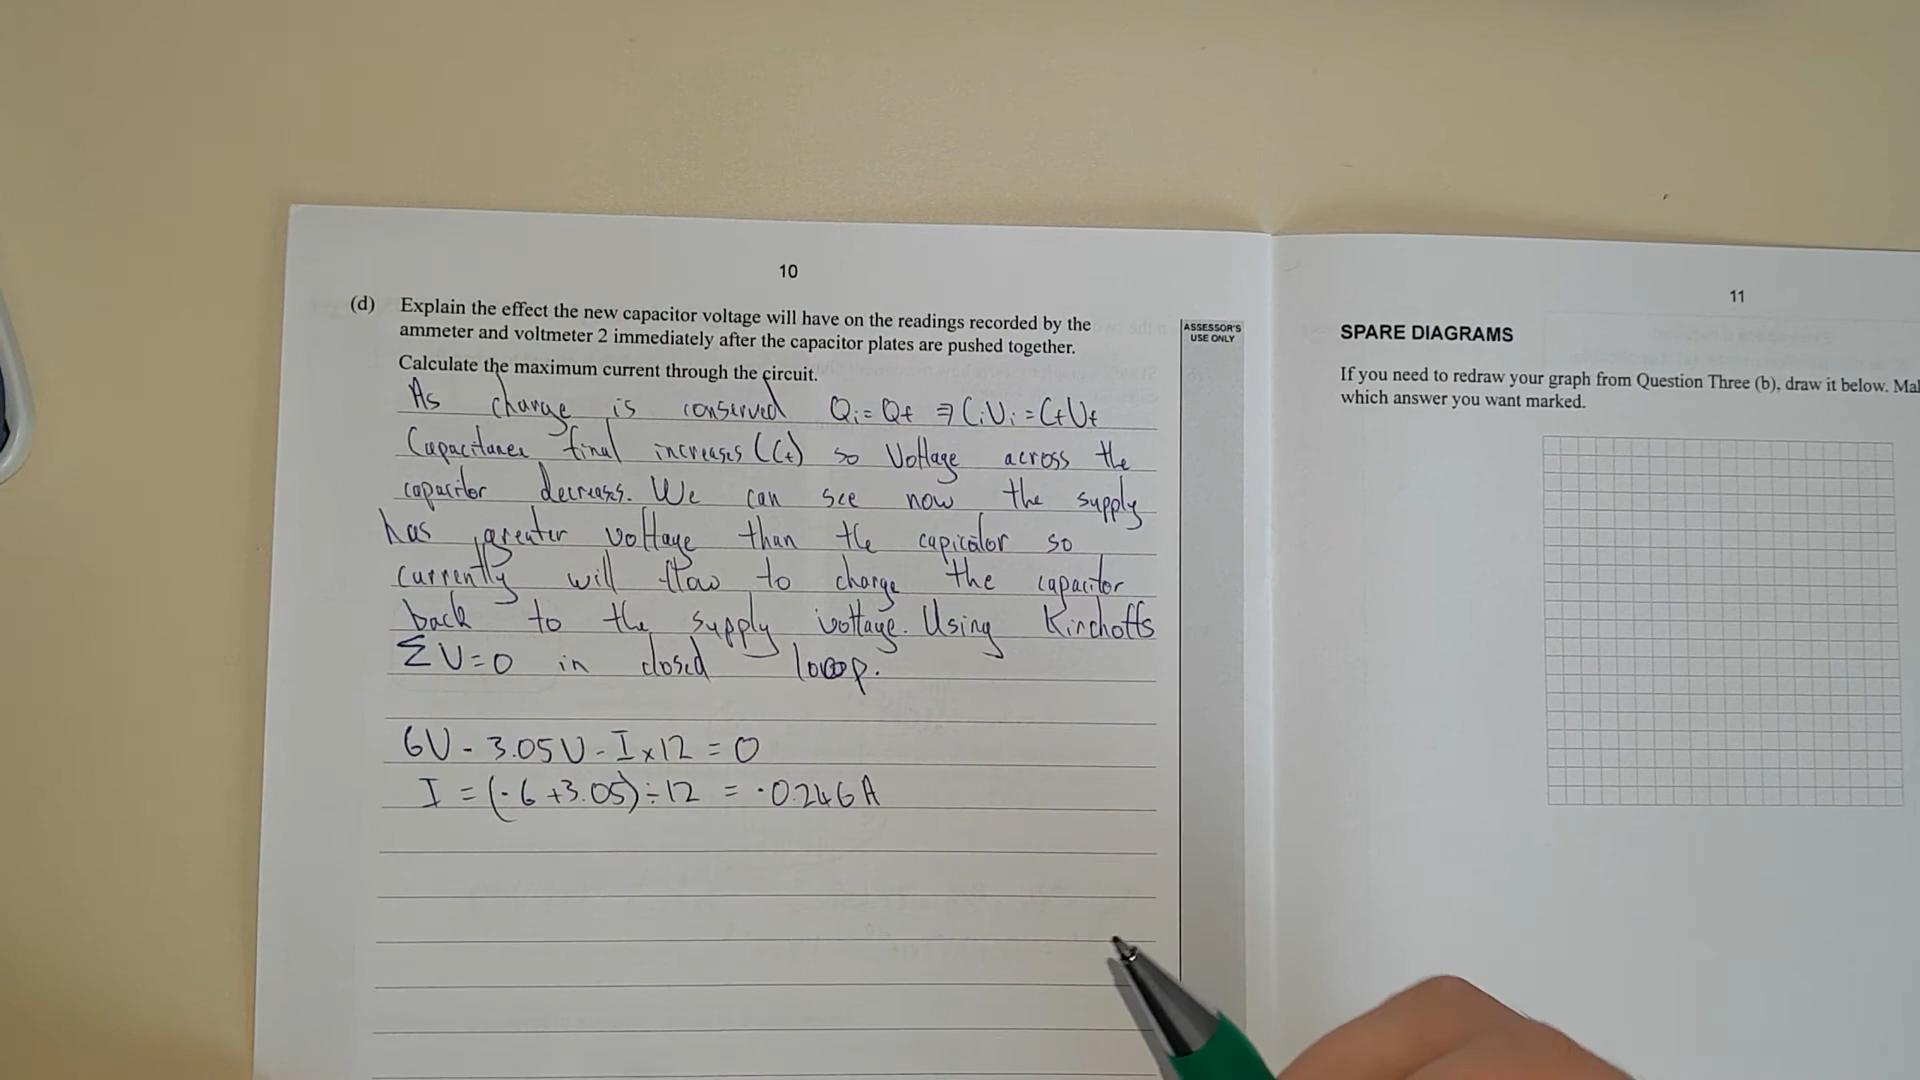 10
(d) Explain the effect the new capacitor voltage will have on the readings recorded by the
ammeter and voltmeter 2 immediately after the capacitor plates are pushed together.
Calculate the maximum current through the circuit.
As charge is conserved Qi = Qf ⇒ CiVi = CfVf
Capacitance final increases (Cf) so Voltage across the
capacitor decreases. We can see now the supply
has greater voltage than the capicator so
currently will flow to charge the capacitor
back to the supply voltage. Using Kirchoffs
ΣV=0 in closed loop.
6V - 3.05V - I×12 = 0
I = (-6 +3.05) ÷ 12 = -0.246A
ASSESSOR'S
USE ONLY
11
SPARE DIAGRAMS
If you need to redraw your graph from Question Three (b), draw it below.
which answer you want marked.